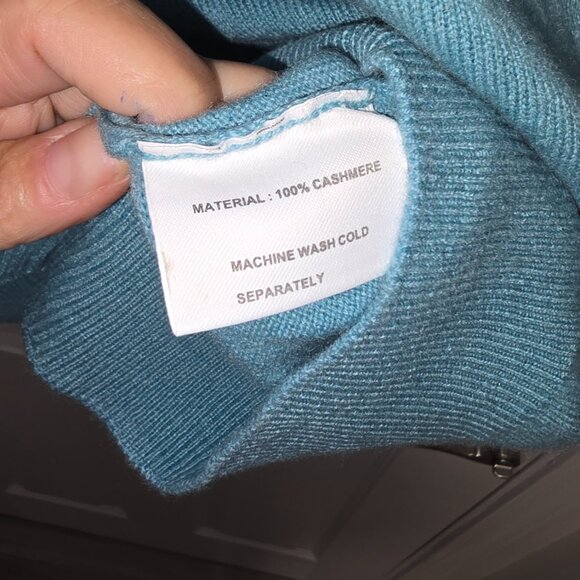 MATERIAL : 100% CASHMERE
MACHINE WASH COLD
SEPARATELY